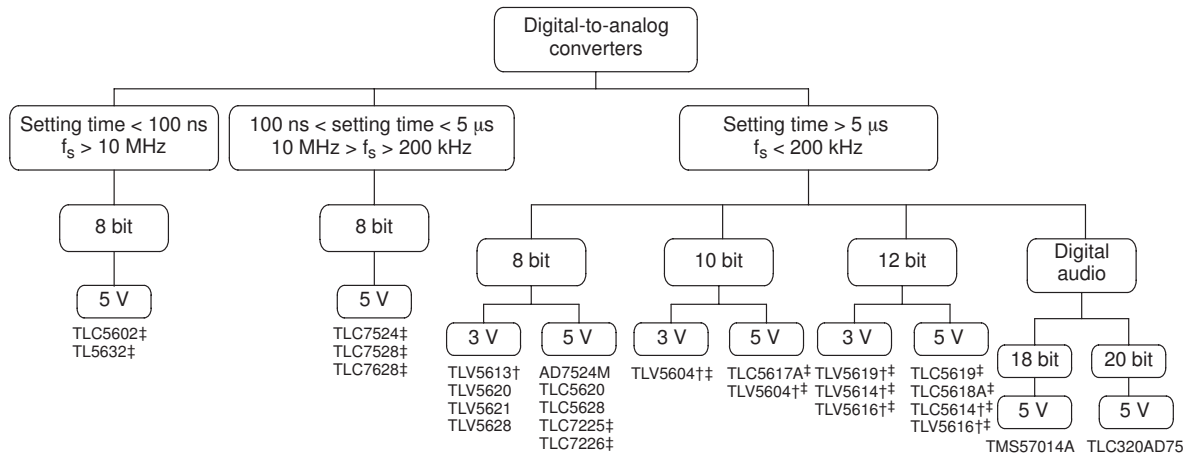 Digital-to-analog
converters
Setting time < 100 ns
fs > 10 MHz
100 ns < setting time < 5 μs
10 MHz > fs > 200 kHz
Setting time > 5 μs
fs < 200 kHz
8 bit
8 bit
8 bit
10 bit
12 bit
Digital
audio
5 V
TLC5602‡
TL5632‡
5 V
TLC7524‡
TLC7528‡
TLC7628‡
3 V
TLV5613†
TLV5620
TLV5621
TLV5628
5 V
AD7524M
TLC5620
TLC5628
TLC7225‡
TLC7226‡
3 V
TLV5604†‡
5 V
TLC5617A‡
TLV5604†‡
3 V
TLV5619†‡
TLV5614†‡
TLV5616†‡
5 V
TLC5619‡
TLC5618A‡
TLC5614†‡
TLV5616†‡
18 bit
5 V
TMS57014A
20 bit
5 V
TLC320AD75